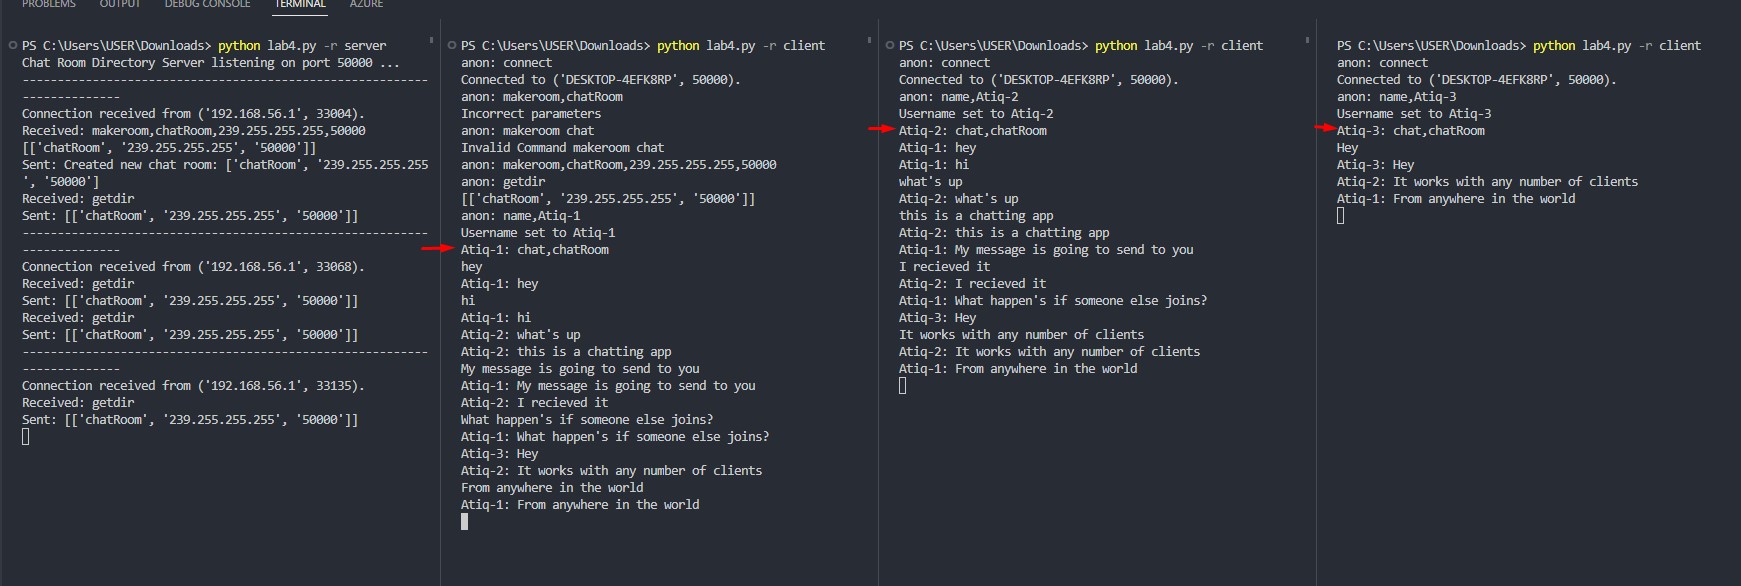 PROBLEMS OUTPUT DEBUG CONSOLE TERMINAL AZURE
PS C:\Users\USER\Downloads> python lab4.py -r server
Chat Room Directory Server listening on port 50000 ...
----------------------------------------------------------
--------------
Connection received from ('192.168.56.1', 33004).
Received: makeroom,chatRoom,239.255.255.255,50000
[['chatRoom', '239.255.255.255', '50000']]
Sent: Created new chat room: ['chatRoom', '239.255.255.255
', '50000']
Received: getdir
Sent: [['chatRoom', '239.255.255.255', '50000']]
----------------------------------------------------------
--------------
Connection received from ('192.168.56.1', 33068).
Received: getdir
Sent: [['chatRoom', '239.255.255.255', '50000']]
Received: getdir
Sent: [['chatRoom', '239.255.255.255', '50000']]
----------------------------------------------------------
--------------
Connection received from ('192.168.56.1', 33135).
Received: getdir
Sent: [['chatRoom', '239.255.255.255', '50000']]
PS C:\Users\USER\Downloads> python lab4.py -r client
anon: connect
Connected to ('DESKTOP-4EFK8RP', 50000).
anon: makeroom,chatRoom
Incorrect parameters
anon: makeroom chat
Invalid Command makeroom chat
anon: makeroom,chatRoom,239.255.255.255,50000
anon: getdir
[['chatRoom', '239.255.255.255', '50000']]
anon: name,Atiq-1
Username set to Atiq-1
Atiq-1: chat,chatRoom
hey
Atiq-1: hey
hi
Atiq-1: hi
Atiq-2: what's up
Atiq-2: this is a chatting app
My message is going to send to you
Atiq-1: My message is going to send to you
Atiq-2: I recieved it
What happen's if someone else joins?
Atiq-1: What happen's if someone else joins?
Atiq-3: Hey
Atiq-2: It works with any number of clients
From anywhere in the world
Atiq-1: From anywhere in the world
PS C:\Users\USER\Downloads> python lab4.py -r client
anon: connect
Connected to ('DESKTOP-4EFK8RP', 50000).
anon: name,Atiq-2
Username set to Atiq-2
Atiq-2: chat,chatRoom
Atiq-1: hey
Atiq-1: hi
what's up
Atiq-2: what's up
this is a chatting app
Atiq-2: this is a chatting app
Atiq-1: My message is going to send to you
I recieved it
Atiq-2: I recieved it
Atiq-1: What happen's if someone else joins?
Atiq-3: Hey
It works with any number of clients
Atiq-2: It works with any number of clients
Atiq-1: From anywhere in the world
PS C:\Users\USER\Downloads> python lab4.py -r client
anon: connect
Connected to ('DESKTOP-4EFK8RP', 50000).
anon: name,Atiq-3
Username set to Atiq-3
Atiq-3: chat,chatRoom
Hey
Atiq-3: Hey
Atiq-2: It works with any number of clients
Atiq-1: From anywhere in the world